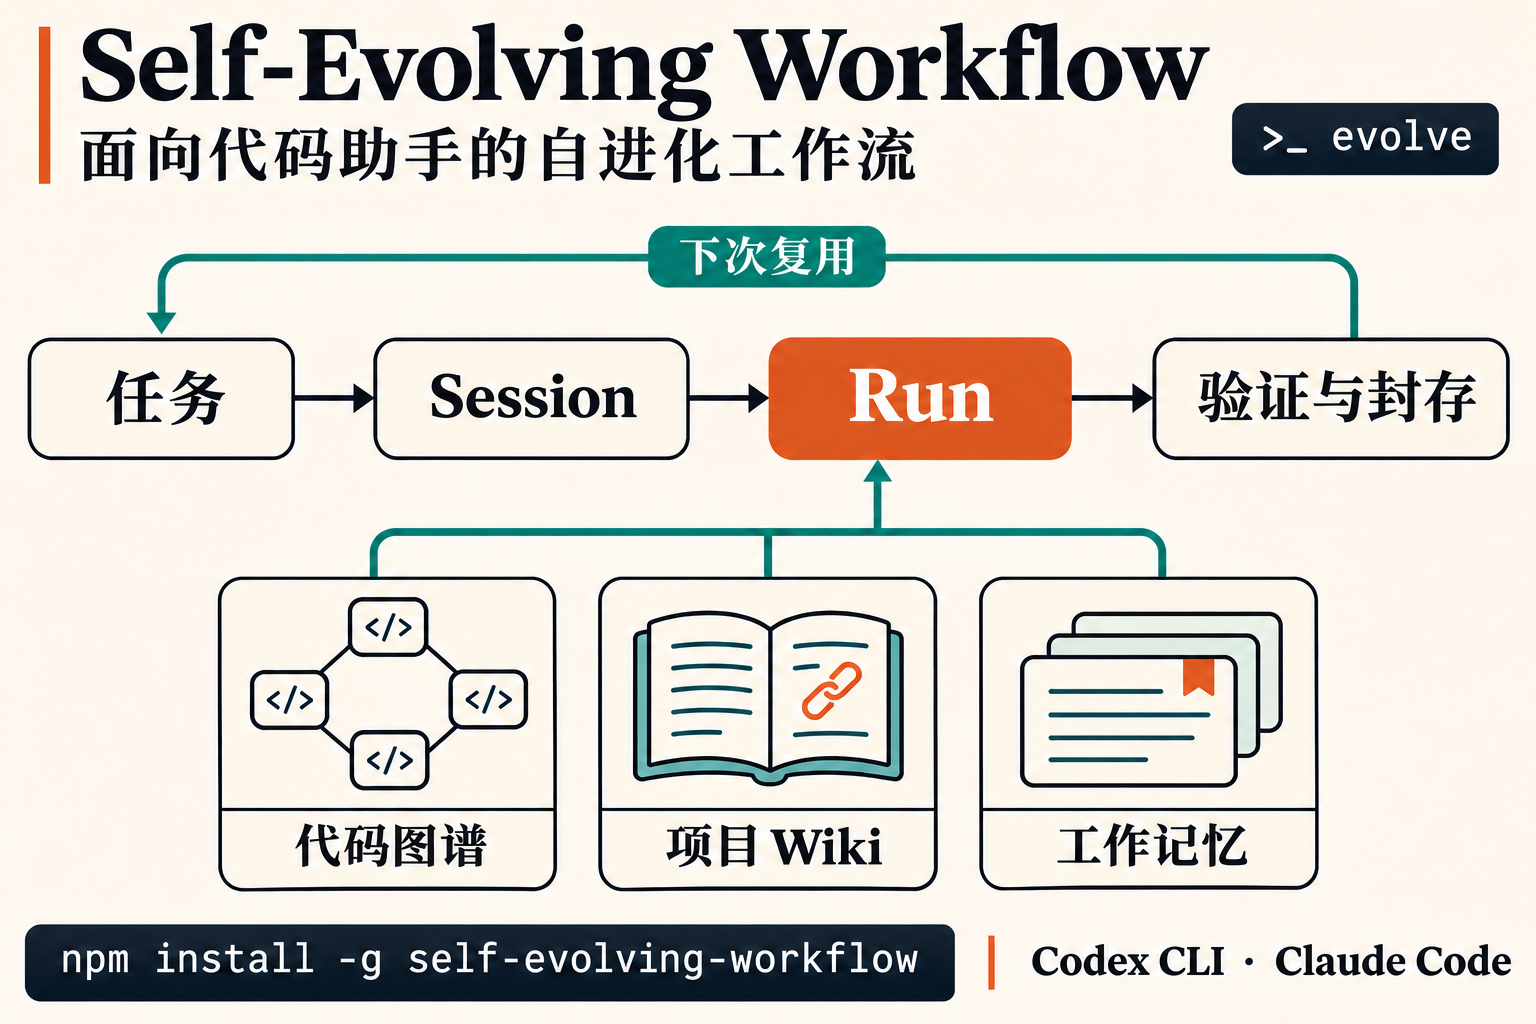 Self-Evolving Workflow
面向代码助手的自进化工作流
>_ evolve
下次复用
任务
Session
Run
验证与封存
</>
</>
</>
</>
代码图谱
项目 Wiki
工作记忆
npm install -g self-evolving-workflow
Codex CLI · Claude Code